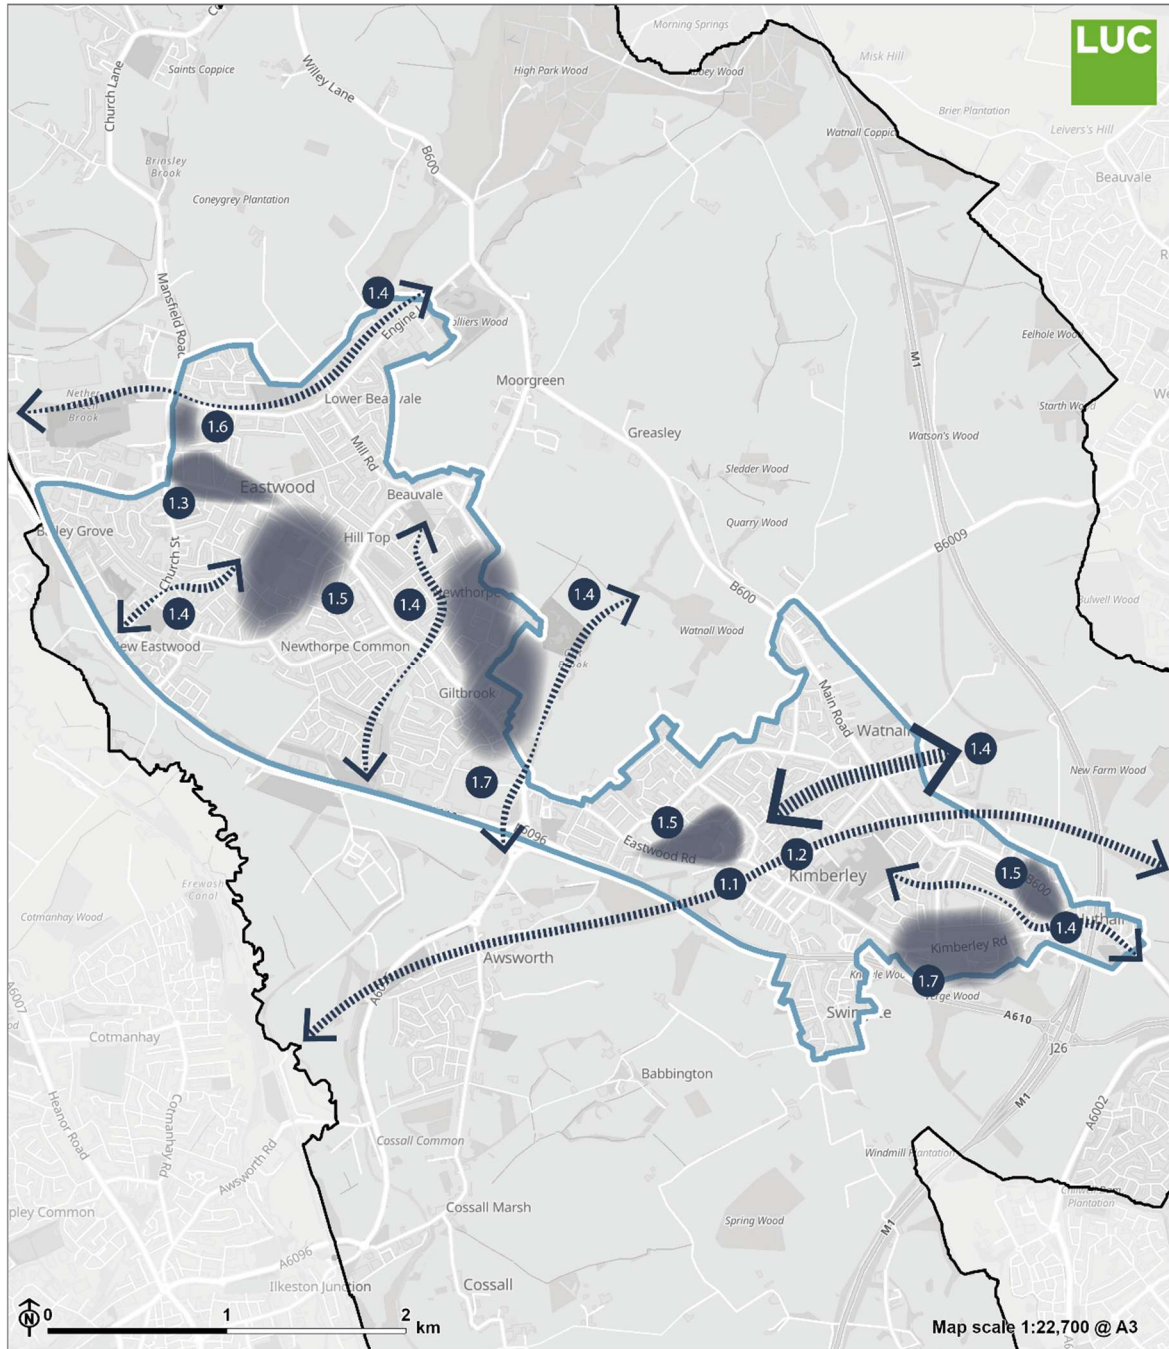 LUC
Morning Springs
Misk Hill
Saints Coppice
High Park Wood
Willey Lane
Church Lane
Brier Plantation
Leivers's Hill
Watnall Coppice
B600
Brinsley
Brook
Beauvale
Coneygrey Plantation
Mansfield Road
1.4
Eelhole Wood
M1
Moorgreen
Lower Beauvale
1.6
Mill Rd
Greasley
Watson's Wood
Sledder Wood
Eastwood
Beauvale
1.3
Quarry Wood
Hill Top
B6009
Church St
1.5
1.4
1.4
B600
Bulwell Wood
1.4
Watnall Wood
Newthorpe Common
Giltbrook
Main Road
1.4
New Farm Wood
1.7
1.5
Eastwood Rd
1.2
Kimberley
1.5
B600
1.1
Erewash
Canal
Cotmanhay Wood
1.4
Kimberley Rd
Awsworth
1.7
A6007
A610
Cotmanhay
J26
Babbington
M1
A6002
Heanor Road
Cotmanhay Rd
Awsworth Rd
Cossall Common
Windmill Plantation
Plantation
Cossall Marsh
Spring Wood
M1
A6096
Ilkeston Junction
Cossall
N
0 1 2 km
Map scale 1:22,700 @ A3